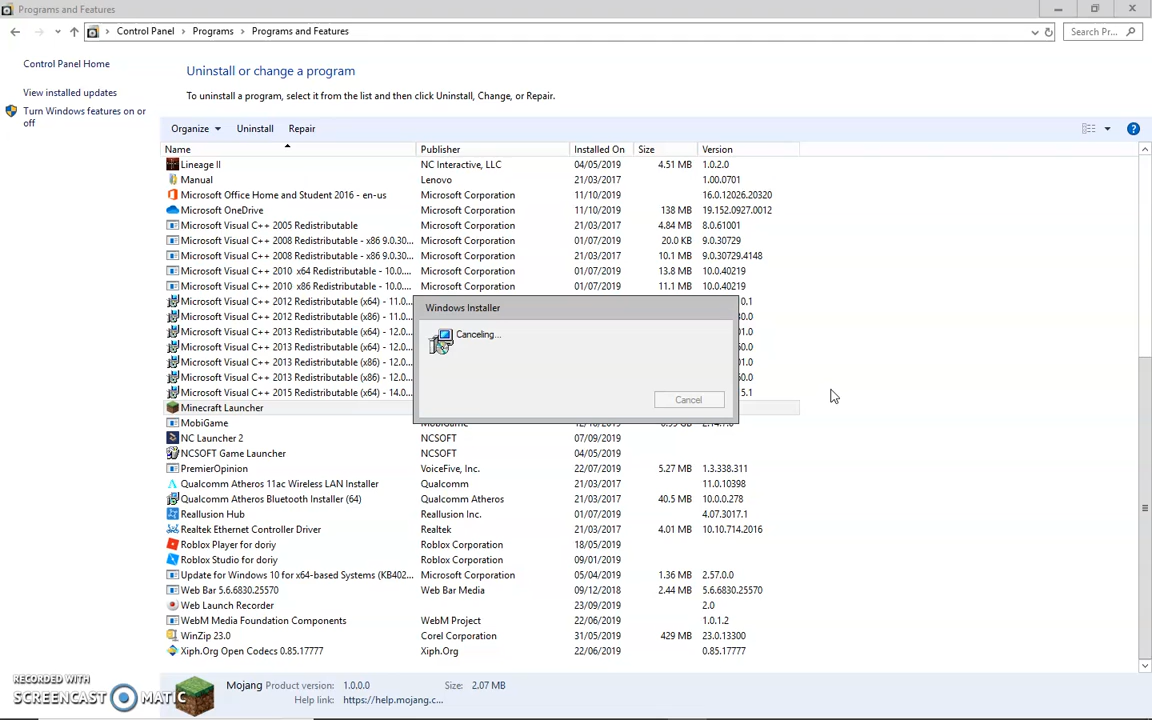 Programs and Features
Control Panel > Programs > Programs and Features
Search Pr...
Control Panel Home
View installed updates
Turn Windows features on or off
Uninstall or change a program
To uninstall a program, select it from the list and then click Uninstall, Change, or Repair.
Organize Uninstall Repair
Name Publisher Installed On Size Version
Lineage II NC Interactive, LLC 04/05/2019 4.51 MB 1.0.2.0
Manual Lenovo 21/03/2017 1.00.0701
Microsoft Office Home and Student 2016 - en-us Microsoft Corporation 11/10/2019 16.0.12026.20320
Microsoft OneDrive Microsoft Corporation 11/10/2019 138 MB 19.152.0927.0012
Microsoft Visual C++ 2005 Redistributable Microsoft Corporation 21/03/2017 4.84 MB 8.0.61001
Microsoft Visual C++ 2008 Redistributable - x86 9.0.30... Microsoft Corporation 01/07/2019 20.0 KB 9.0.30729
Microsoft Visual C++ 2008 Redistributable - x86 9.0.30... Microsoft Corporation 21/03/2017 10.1 MB 9.0.30729.4148
Microsoft Visual C++ 2010 x64 Redistributable - 10.0.... Microsoft Corporation 01/07/2019 13.8 MB 10.0.40219
Microsoft Visual C++ 2010 x86 Redistributable - 10.0.... Microsoft Corporation 01/07/2019 11.1 MB 10.0.40219
Microsoft Visual C++ 2012 Redistributable (x64) - 11.0...
Microsoft Visual C++ 2012 Redistributable (x86) - 11.0...
Microsoft Visual C++ 2013 Redistributable (x64) - 12.0...
Microsoft Visual C++ 2013 Redistributable (x64) - 12.0...
Microsoft Visual C++ 2013 Redistributable (x86) - 12.0...
Microsoft Visual C++ 2013 Redistributable (x86) - 12.0...
Microsoft Visual C++ 2015 Redistributable (x64) - 14.0...
Windows Installer
Canceling...
Cancel
Minecraft Launcher
MobiGame
NC Launcher 2 NCSOFT 07/09/2019
NCSOFT Game Launcher NCSOFT 04/05/2019
PremierOpinion VoiceFive, Inc. 22/07/2019 5.27 MB 1.3.338.311
Qualcomm Atheros 11ac Wireless LAN Installer Qualcomm 21/03/2017 11.0.10398
Qualcomm Atheros Bluetooth Installer (64) Qualcomm Atheros 21/03/2017 40.5 MB 10.0.0.278
Reallusion Hub Reallusion Inc. 01/07/2019 4.07.3017.1
Realtek Ethernet Controller Driver Realtek 21/03/2017 4.01 MB 10.10.714.2016
Roblox Player for doriy Roblox Corporation 18/05/2019
Roblox Studio for doriy Roblox Corporation 09/01/2019
Update for Windows 10 for x64-based Systems (KB402... Microsoft Corporation 05/04/2019 1.36 MB 2.57.0.0
Web Bar 5.6.6830.25570 Web Bar Media 09/12/2018 2.44 MB 5.6.6830.25570
Web Launch Recorder 23/09/2019 2.0
WebM Media Foundation Components WebM Project 22/06/2019 1.0.1.2
WinZip 23.0 Corel Corporation 31/05/2019 429 MB 23.0.13300
Xiph.Org Open Codecs 0.85.17777 Xiph.Org 22/06/2019 0.85.17777
Mojang Product version: 1.0.0.0 Size: 2.07 MB
Help link: https://help.mojang.c...
RECORDED WITH
SCREENCAST MATIC